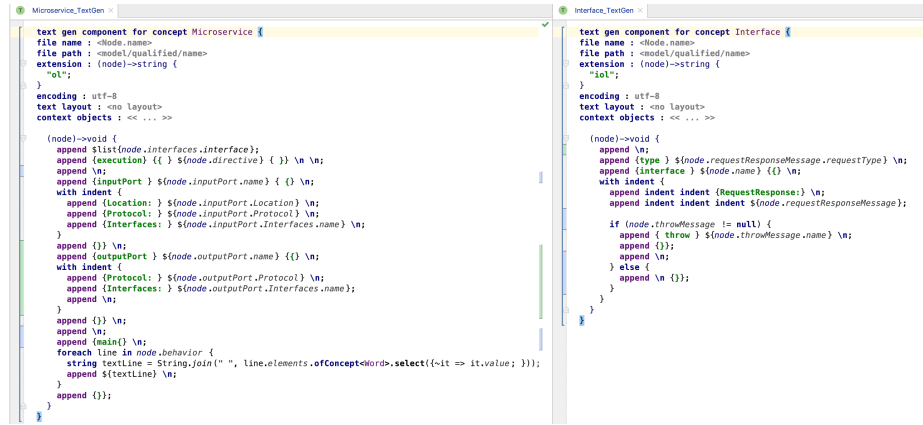 Microservice_TextGen
text gen component for concept Microservice {
file name : <Node.name>
file path : <model/qualified/name>
extension : (node)->string {
"ol";
}
encoding : utf-8
text layout : <no layout>
context objects : << ... >>
(node)->void {
append $list{node.interfaces.interface};
append {execution} {{ } ${node.directive} { }} \n \n;
append \n;
append {inputPort } ${node.inputPort.name} { {} \n;
with indent {
append {Location: } ${node.inputPort.Location} \n;
append {Protocol: } ${node.inputPort.Protocol} \n;
append {Interfaces: } ${node.inputPort.Interfaces.name} \n;
}
append {}} \n;
append {outputPort } ${node.outputPort.name} {{} \n;
with indent {
append {Protocol: } ${node.outputPort.Protocol} \n;
append {Interfaces: } ${node.outputPort.Interfaces.name};
append \n;
}
append {}} \n;
append \n;
append {main{} \n;
foreach line in node.behavior {
string textLine = String.join(" ", line.elements.ofConcept<Word>.select({~it => it.value; }));
append ${textLine} \n;
}
append {}};
}
}
Interface_TextGen
text gen component for concept Interface {
file name : <Node.name>
file path : <model/qualified/name>
extension : (node)->string {
"iol";
}
encoding : utf-8
text layout : <no layout>
context objects : << ... >>
(node)->void {
append \n;
append {type } ${node.requestResponseMessage.requestType} \n;
append {interface } ${node.name} {{} \n;
with indent {
append indent indent {RequestResponse:} \n;
append indent indent indent ${node.requestResponseMessage};
if (node.throwMessage != null) {
append { throw } ${node.throwMessage.name} \n;
append {}};
append \n;
} else {
append \n {}};
}
}
}
}